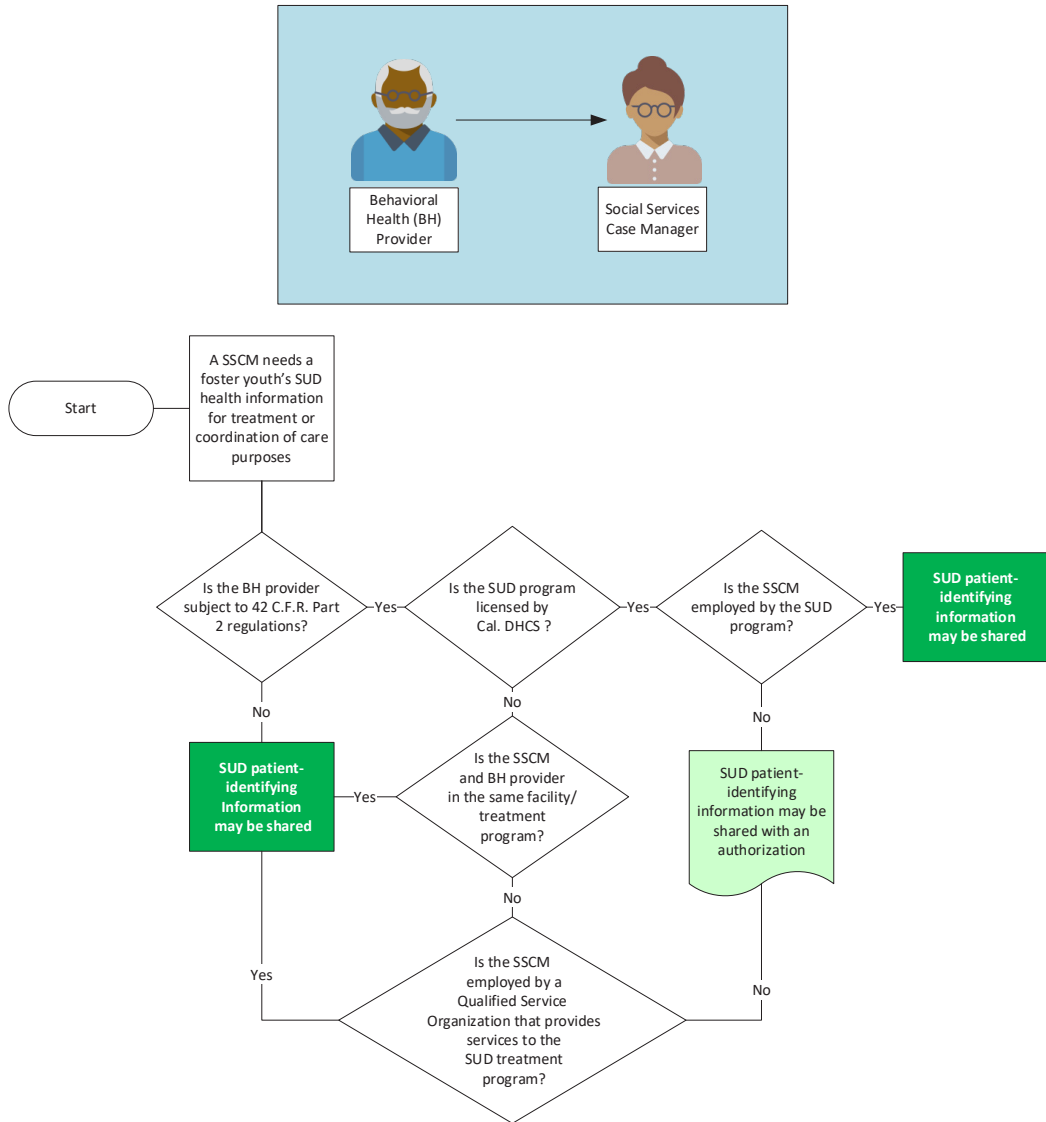 Behavioral
Health (BH)
Provider
Social Services
Case Manager
Start
A SSCM needs a
foster youth's SUD
health information
for treatment or
coordination of care
purposes
Is the BH provider
subject to 42 C.F.R. Part
2 regulations?
Yes
Is the SUD program
licensed by
Cal. DHCS ?
Yes
Is the SSCM
employed by the SUD
program?
Yes
SUD patient-
identifying
information
may be shared
No
No
No
SUD patient-
identifying
Information
may be shared
Yes
Is the SSCM
and BH provider
in the same facility/
treatment
program?
SUD patient-
identifying
information may be
shared with an
authorization
No
Yes
Is the SSCM
employed by a
Qualified Service
Organization that provides
services to the
SUD treatment
program?
No